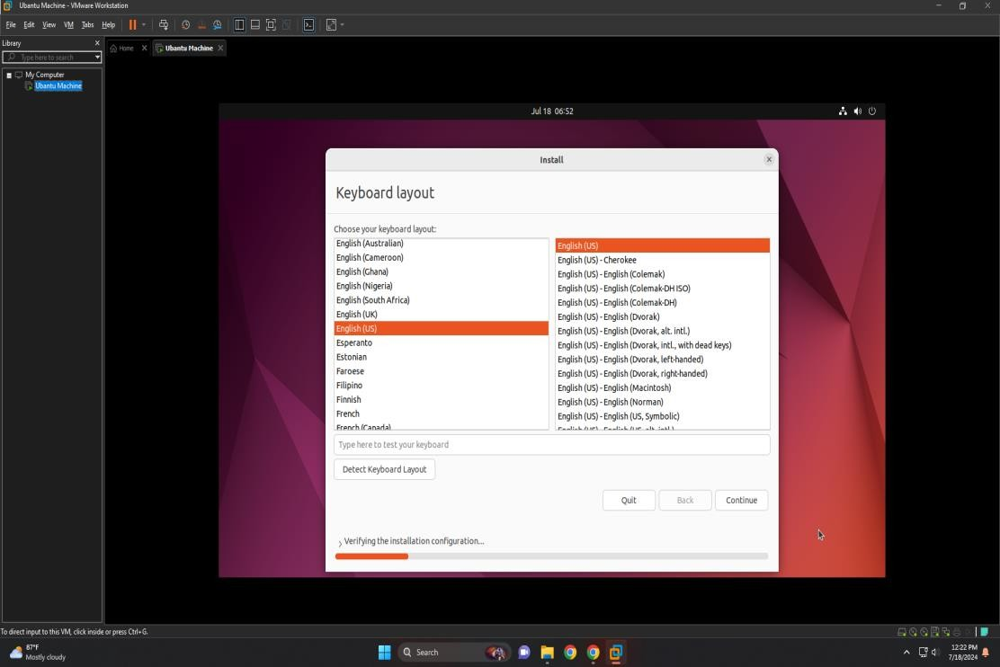 Ubantu Machine - VMware Workstation
File Edit View VM Tabs Help
Library
Home
Ubantu Machine
Type here to search
My Computer
Ubantu Machine
Jul 18 06:52
Install
Keyboard layout
Choose your keyboard layout:
English (Australian)
English (Cameroon)
English (Ghana)
English (Nigeria)
English (South Africa)
English (UK)
English (US)
Esperanto
Estonian
Faroese
Filipino
Finnish
French
French (Canada)
English (US)
English (US) - Cherokee
English (US) - English (Colemak)
English (US) - English (Colemak-DH ISO)
English (US) - English (Colemak-DH)
English (US) - English (Dvorak)
English (US) - English (Dvorak, alt. intl.)
English (US) - English (Dvorak, intl., with dead keys)
English (US) - English (Dvorak, left-handed)
English (US) - English (Dvorak, right-handed)
English (US) - English (Macintosh)
English (US) - English (Norman)
English (US) - English (US, Symbolic)
English (US) - English (US, alt. intl.)
Type here to test your keyboard
Detect Keyboard Layout
Quit Back Continue
Verifying the installation configuration...
To direct input to this VM, click inside or press Ctrl+G.
87°F
Mostly cloudy
Search
12:22 PM
7/18/2024